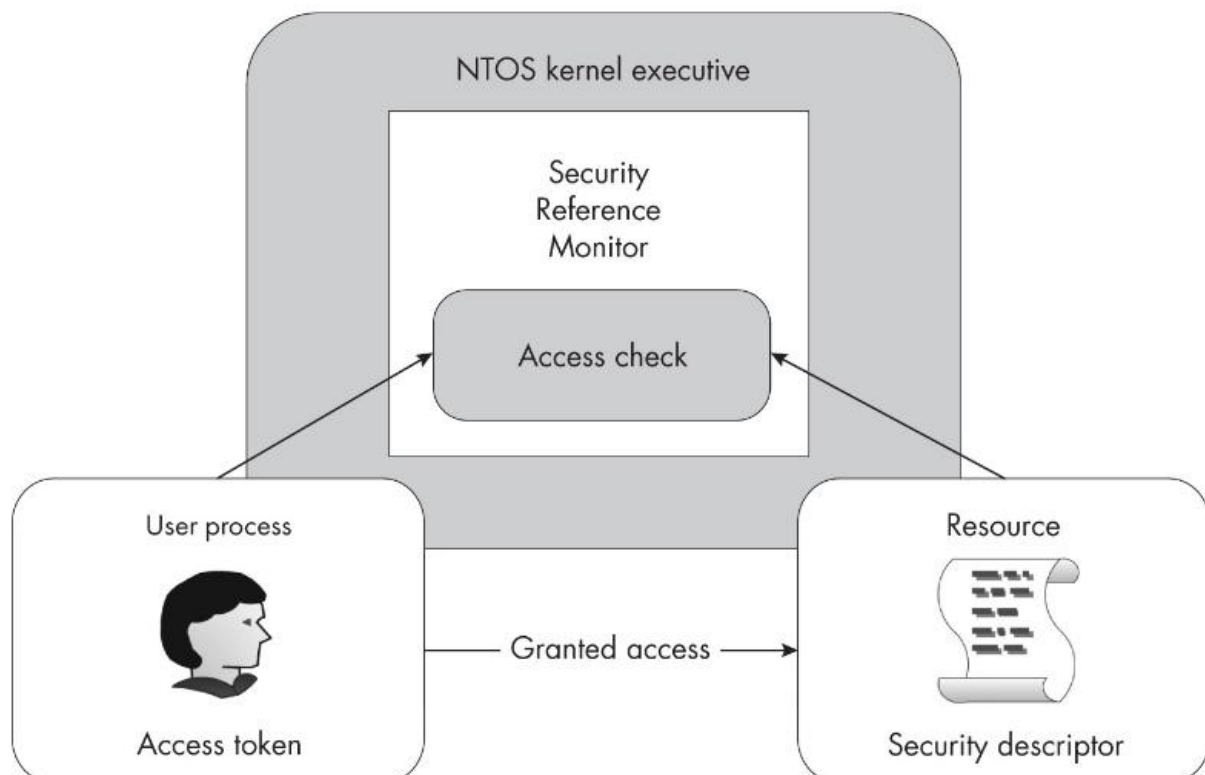 NTOS kernel executive
Security
Reference
Monitor
Access check
User process
Resource
Granted access
Access token
Security descriptor